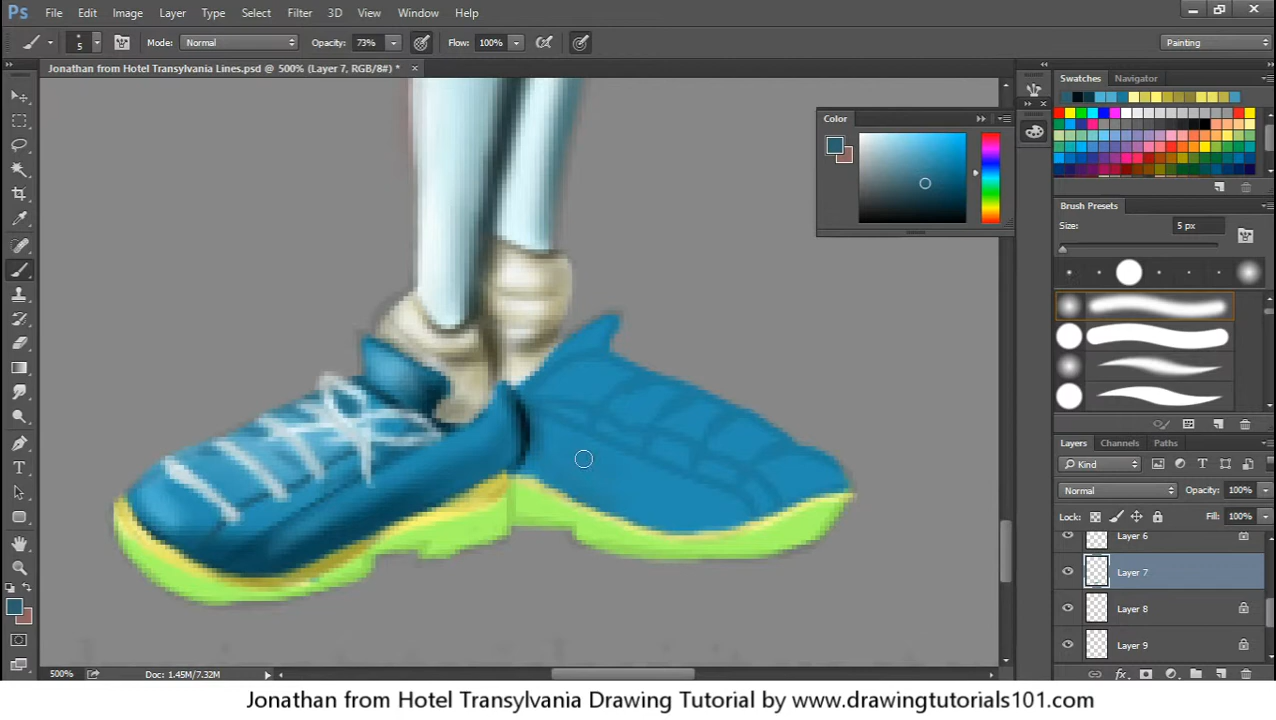 Ps File Edit Image Layer Type Select Filter 3D View Window Help
5 Mode: Normal Opacity: 73% Flow: 100% Painting
Jonathan from Hotel Transylvania Lines.psd @ 500% (Layer 7, RGB/8#) * ×
Swatches Navigator
Color
Brush Presets
Size: 5 px
Layers Channels Paths
Kind
Normal Opacity: 100%
Lock: Fill: 100%
Layer 6
Layer 7
Layer 8
Layer 9
500% Doc: 1.45M/7.32M
Jonathan from Hotel Transylvania Drawing Tutorial by www.drawingtutorials101.com